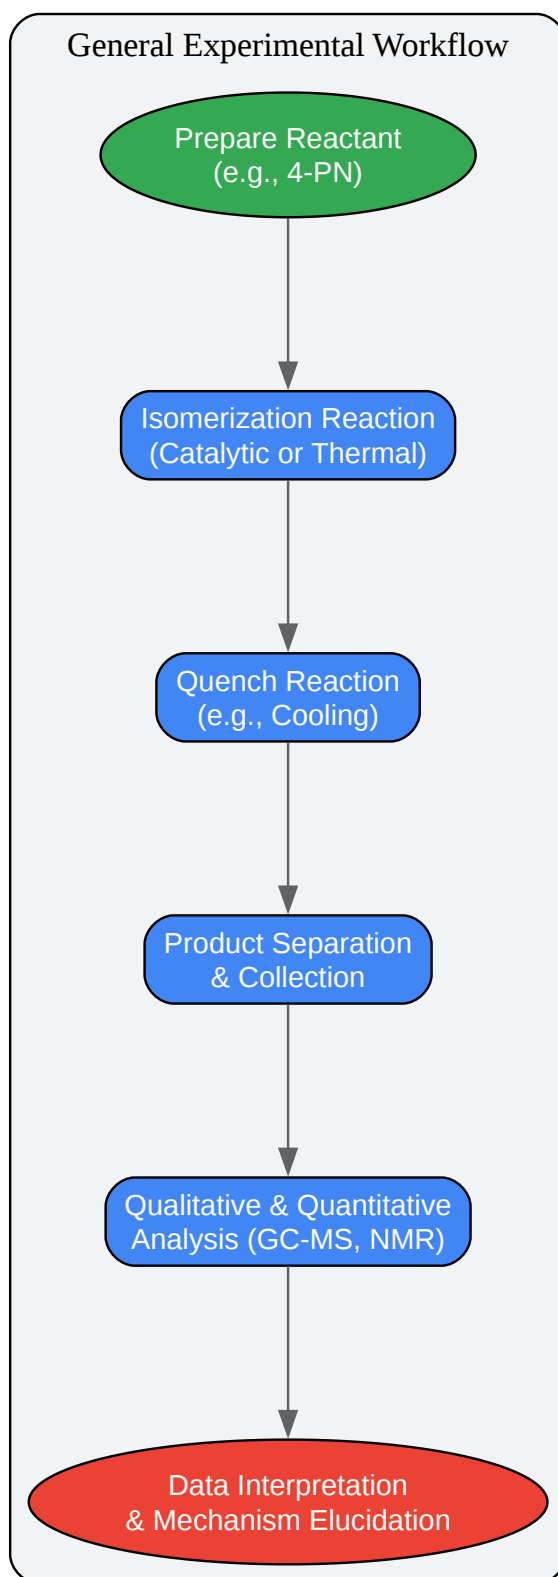 General Experimental Workflow
Prepare Reactant
(e.g., 4-PN)
Isomerization Reaction
(Catalytic or Thermal)
Quench Reaction
(e.g., Cooling)
Product Separation
& Collection
Qualitative & Quantitative
Analysis (GC-MS, NMR)
Data Interpretation
& Mechanism Elucidation